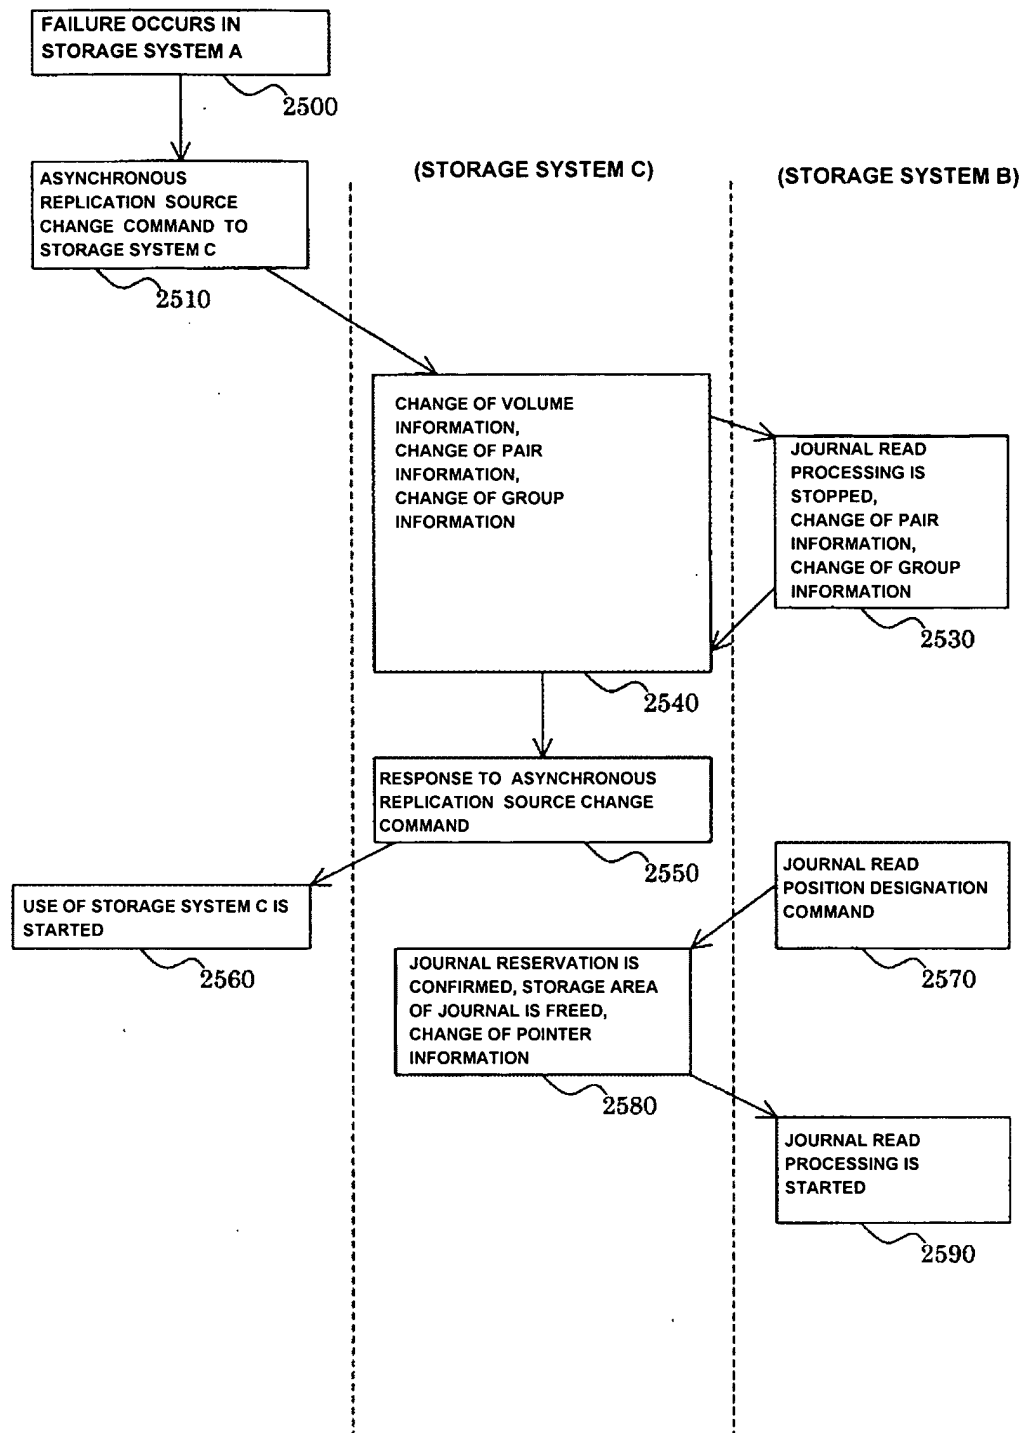 FAILURE OCCURS IN
STORAGE SYSTEM A
2500
ASYNCHRONOUS
REPLICATION SOURCE
CHANGE COMMAND TO
STORAGE SYSTEM C
2510
(STORAGE SYSTEM C)
(STORAGE SYSTEM B)
CHANGE OF VOLUME
INFORMATION,
CHANGE OF PAIR
INFORMATION,
CHANGE OF GROUP
INFORMATION
2540
JOURNAL READ
PROCESSING IS
STOPPED,
CHANGE OF PAIR
INFORMATION,
CHANGE OF GROUP
INFORMATION
2530
RESPONSE TO ASYNCHRONOUS
REPLICATION SOURCE CHANGE
COMMAND
2550
USE OF STORAGE SYSTEM C IS
STARTED
2560
JOURNAL READ
POSITION DESIGNATION
COMMAND
2570
JOURNAL RESERVATION IS
CONFIRMED, STORAGE AREA
OF JOURNAL IS FREED,
CHANGE OF POINTER
INFORMATION
2580
JOURNAL READ
PROCESSING IS
STARTED
2590